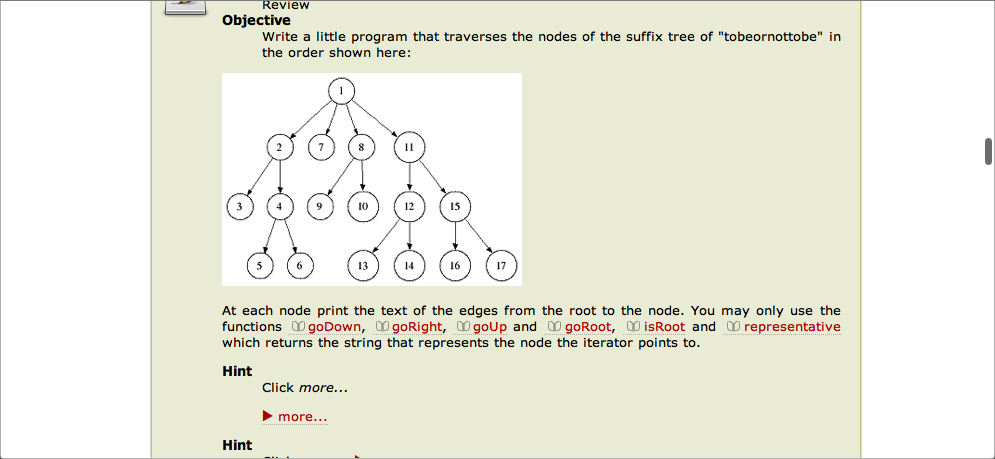 Review
Objective
Write a little program that traverses the nodes of the suffix tree of "tobeornottobe" in
the order shown here:
1
2 7 8 11
3 4 9 10 12 15
5 6 13 14 16 17
At each node print the text of the edges from the root to the node. You may only use the
functions goDown, goRight, goUp and goRoot, isRoot and representative
which returns the string that represents the node the iterator points to.
Hint
Click more...
more...
Hint